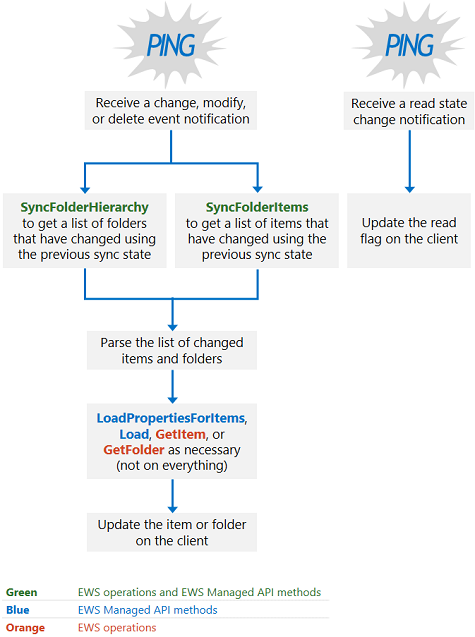 PING
Receive a change, modify,
or delete event notification
SyncFolderHierarchy
to get a list of folders
that have changed using
the previous sync state
SyncFolderItems
to get a list of items that
have changed using the
previous sync state
Parse the list of changed
items and folders
LoadPropertiesForItems,
Load, GetItem, or
GetFolder as necessary
(not on everything)
Update the item or folder
on the client
PING
Receive a read state
change notification
Update the read
flag on the client
Green EWS operations and EWS Managed API methods
Blue EWS Managed API methods
Orange EWS operations